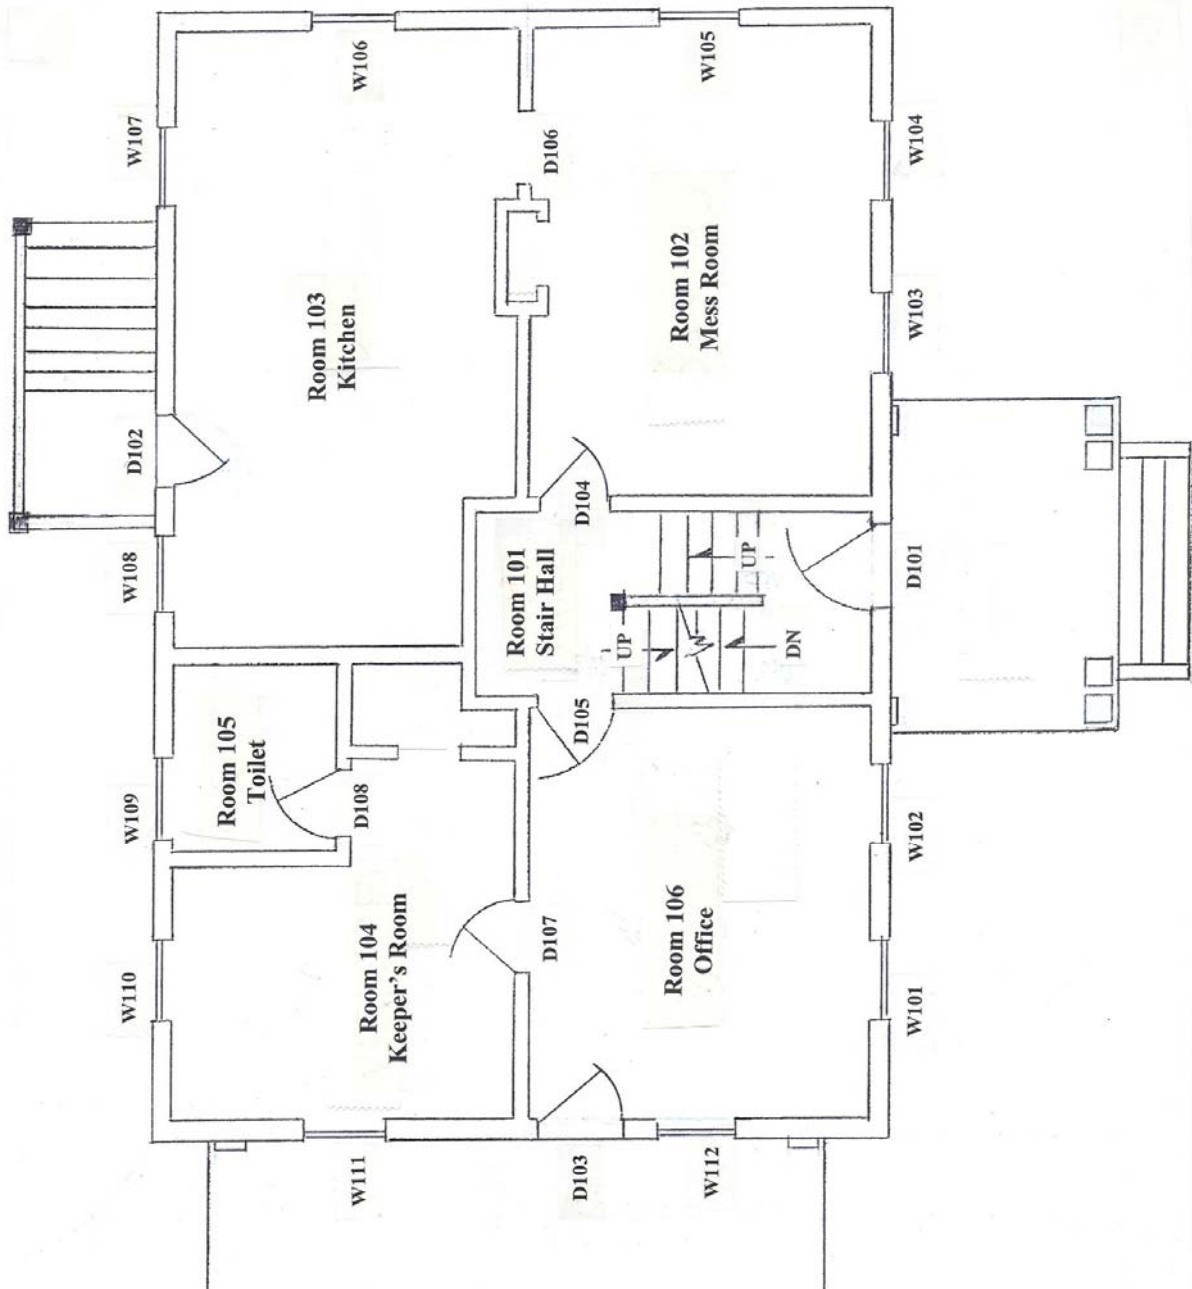 W111
D103
W112
W110
Room 104
Keeper's Room
D107
Room 106
Office
W101
W109
Room 105
Toilet
D108
D105
W102
W108
Room 101
Stair Hall
UP
DN
UP
D104
D101
D102
Room 103
Kitchen
Room 102
Mess Room
W103
W107
D106
W104
W106
W105